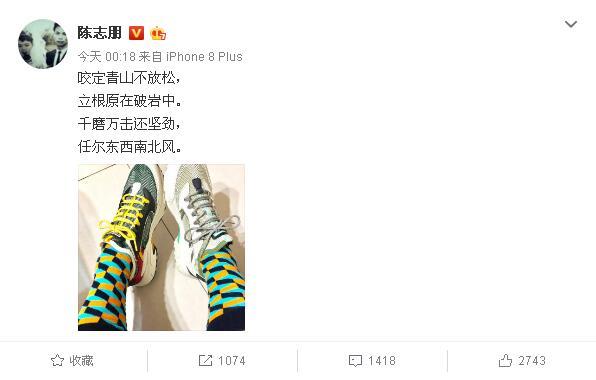 陈志朋
今天 00:18 来自 iPhone 8 Plus
咬定青山不放松，
立根原在破岩中。
千磨万击还坚劲，
任尔东西南北风。
收藏 1074 1418 2743